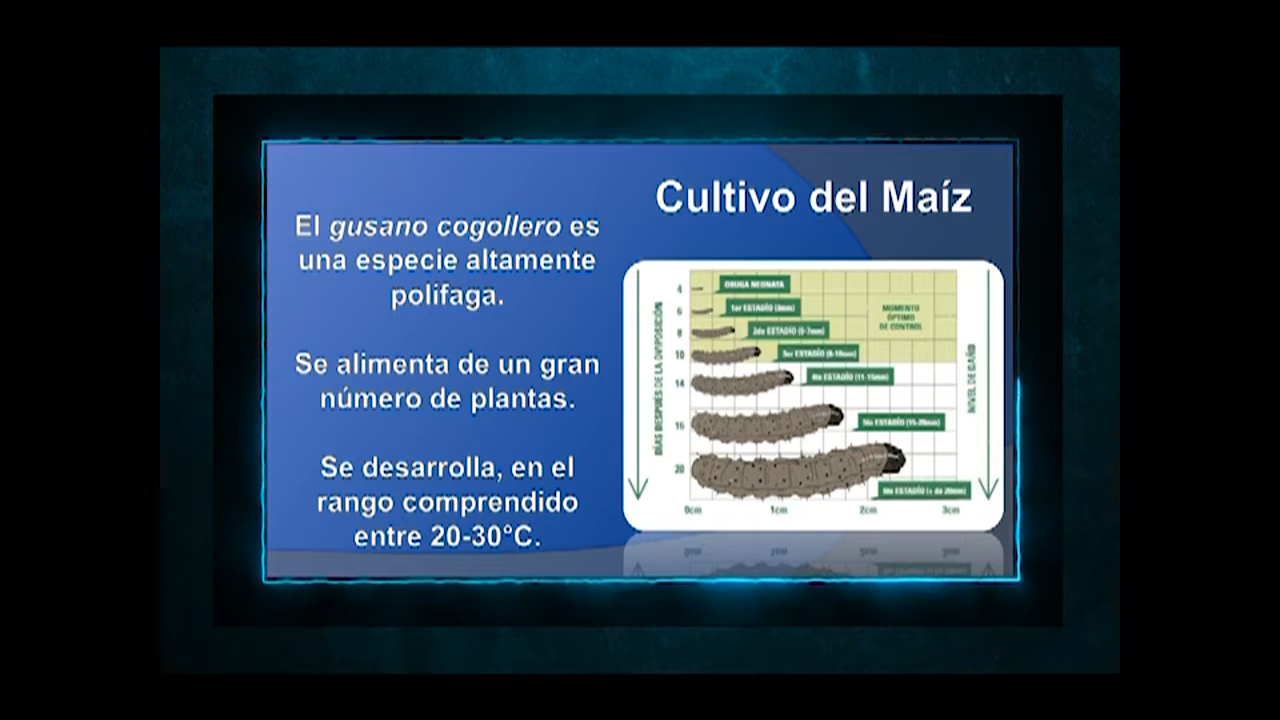 Cultivo del Maíz
El gusano cogollero es
una especie altamente
polifaga.
Se alimenta de un gran
número de plantas.
Se desarrolla, en el
rango comprendido
entre 20-30°C.
DÍAS DESPUÉS DE LA OVIPOSICIÓN
4
ORUGA NEONATA
6
1er ESTADÍO (3mm)
8
2do ESTADÍO (5-7mm)
MOMENTO
ÓPTIMO
DE CONTROL
10
3er ESTADÍO (8-10mm)
14
4to ESTADÍO (11-15mm)
16
5to ESTADÍO (15-20mm)
20
6to ESTADÍO (+ de 20mm)
NIVEL DE DAÑO
0cm 1cm 2cm 3cm